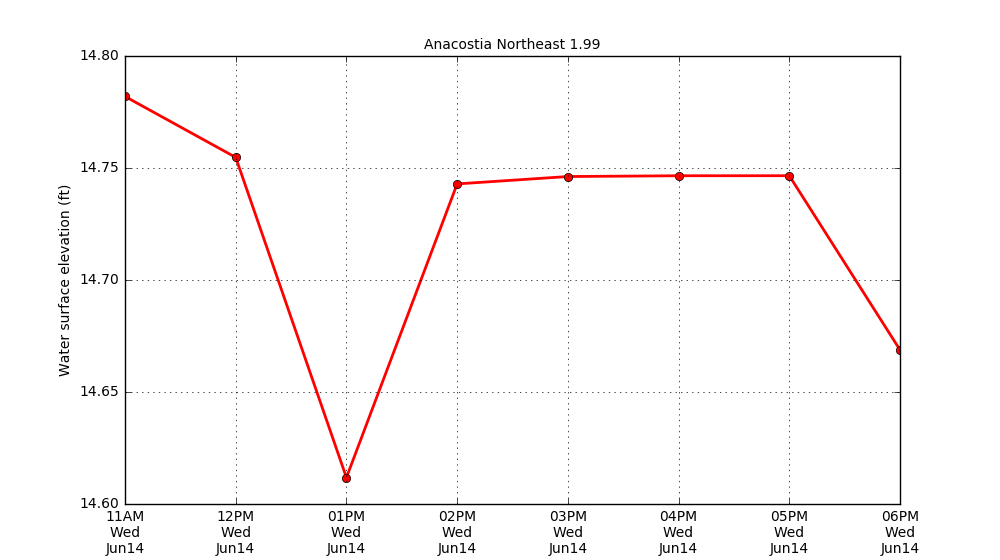 Anacostia Northeast 1.99
Water surface elevation (ft)
14.80
14.75
14.70
14.65
14.60
11AM 12PM 01PM 02PM 03PM 04PM 05PM 06PM
Wed Wed Wed Wed Wed Wed Wed Wed
Jun14 Jun14 Jun14 Jun14 Jun14 Jun14 Jun14 Jun14